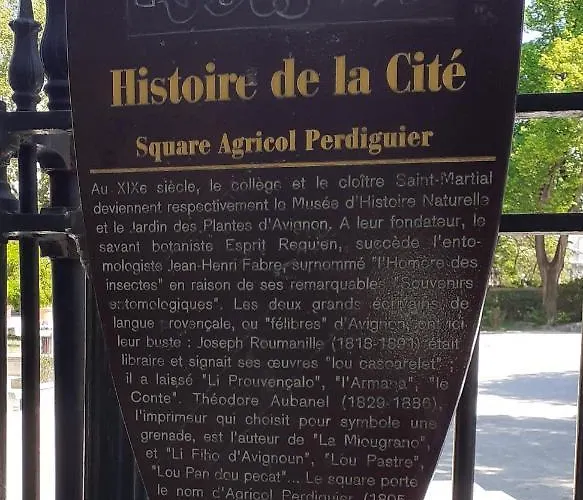 Histoire de la Cité
Square Agricol Perdiguier
Au XIXe siècle, le collège et le cloître Saint-Martial
deviennent respectivement le Musée d'Histoire Naturelle
et le Jardin des Plantes d'Avignon. A leur fondateur, le
savant botaniste Esprit Requien, succède l'ento-
mologiste Jean-Henri Fabre, surnommé "l'Homère des
insectes" en raison de ses remarquables "Souvenirs
entomologiques". Les deux grands écrivains de
langue provençale, ou "félibres" d'Avignon, ont ici
leur buste : Joseph Roumanille (1818-1891) était
libraire et signait ses œuvres "lou cascarelet",
il a laissé "Li Prouvençalo", "l'Armana", "le
Conte". Théodore Aubanel (1829-1886),
l'imprimeur qui choisit pour symbole une
grenade, est l'auteur de "La Miougrano",
et "Li Fiho d'Avignoun", "Lou Pastre",
"Lou Pan dou pecat"... Le square porte
le nom d'Agricol Perdiguier (1805